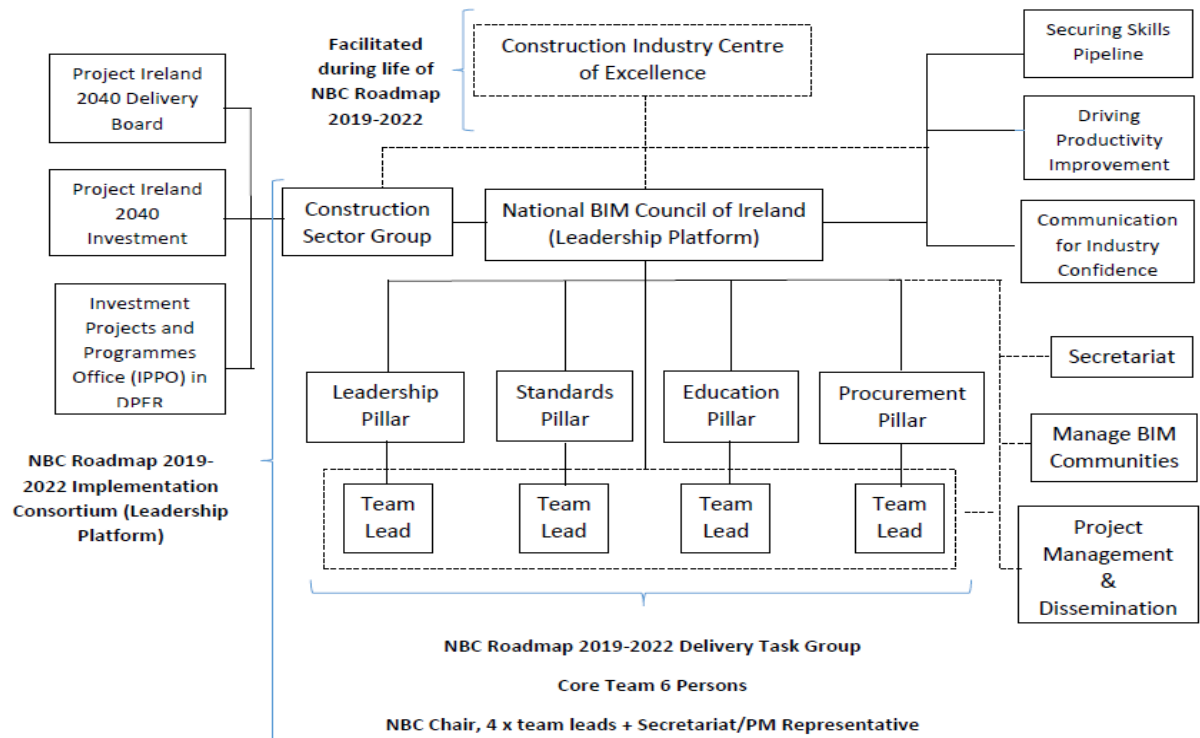 Facilitated
during life of
NBC Roadmap
2019-2022
Construction Industry Centre
of Excellence
Securing Skills
Pipeline
Project Ireland
2040 Delivery
Board
Driving
Productivity
Improvement
Project Ireland
2040
Investment
Construction
Sector Group
National BIM Council of Ireland
(Leadership Platform)
Communication
for Industry
Confidence
Investment
Projects and
Programmes
Office (IPPO) in
DPER
Leadership
Pillar
Standards
Pillar
Education
Pillar
Procurement
Pillar
Secretariat
Manage BIM
Communities
NBC Roadmap 2019-
2022 Implementation
Consortium (Leadership
Platform)
Team
Lead
Team
Lead
Team
Lead
Team
Lead
Project
Management
&
Dissemination
NBC Roadmap 2019-2022 Delivery Task Group
Core Team 6 Persons
NBC Chair, 4 x team leads + Secretariat/PM Representative